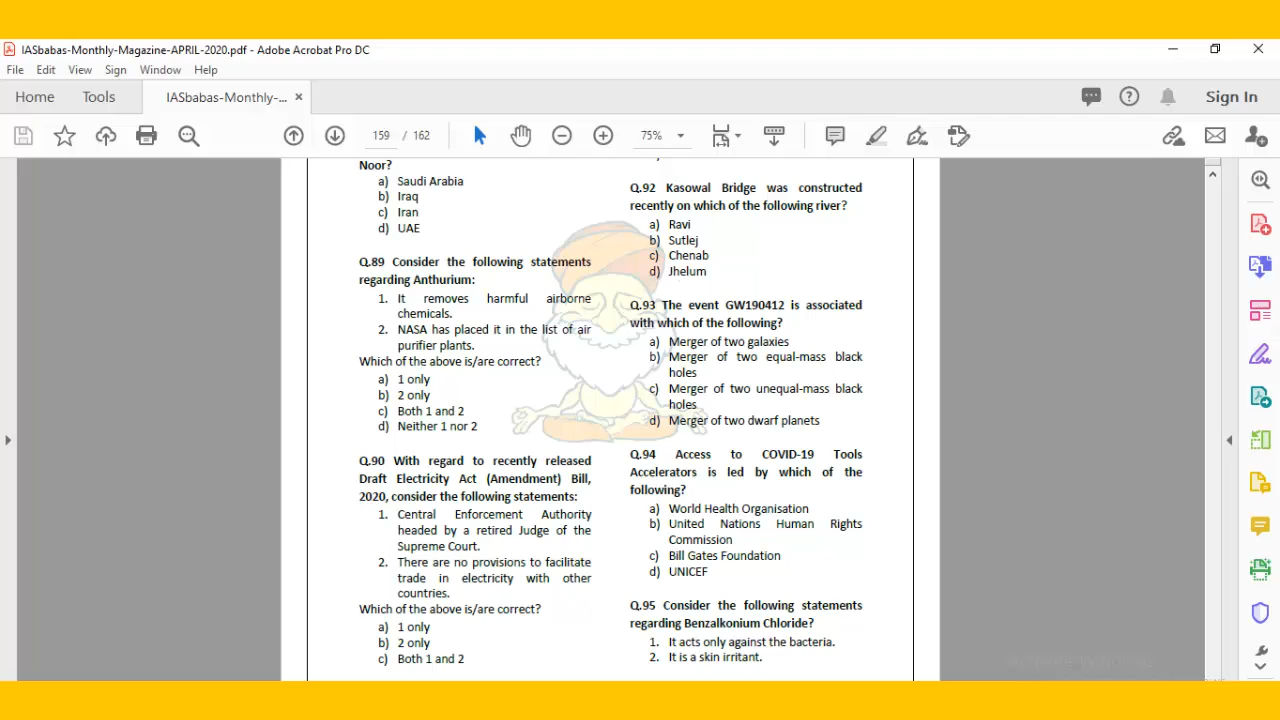 IASbabas-Monthly-Magazine-APRIL-2020.pdf - Adobe Acrobat Pro DC
File Edit View Sign Window Help
Home Tools IASbabas-Monthly-... × Sign In
159 / 162 75%
Noor?
a) Saudi Arabia
b) Iraq
c) Iran
d) UAE
Q.89 Consider the following statements
regarding Anthurium:
1. It removes harmful airborne
chemicals.
2. NASA has placed it in the list of air
purifier plants.
Which of the above is/are correct?
a) 1 only
b) 2 only
c) Both 1 and 2
d) Neither 1 nor 2
Q.90 With regard to recently released
Draft Electricity Act (Amendment) Bill,
2020, consider the following statements:
1. Central Enforcement Authority
headed by a retired Judge of the
Supreme Court.
2. There are no provisions to facilitate
trade in electricity with other
countries.
Which of the above is/are correct?
a) 1 only
b) 2 only
c) Both 1 and 2
Q.92 Kasowal Bridge was constructed
recently on which of the following river?
a) Ravi
b) Sutlej
c) Chenab
d) Jhelum
Q.93 The event GW190412 is associated
with which of the following?
a) Merger of two galaxies
b) Merger of two equal-mass black
holes
c) Merger of two unequal-mass black
holes
d) Merger of two dwarf planets
Q.94 Access to COVID-19 Tools
Accelerators is led by which of the
following?
a) World Health Organisation
b) United Nations Human Rights
Commission
c) Bill Gates Foundation
d) UNICEF
Q.95 Consider the following statements
regarding Benzalkonium Chloride?
1. It acts only against the bacteria.
2. It is a skin irritant.